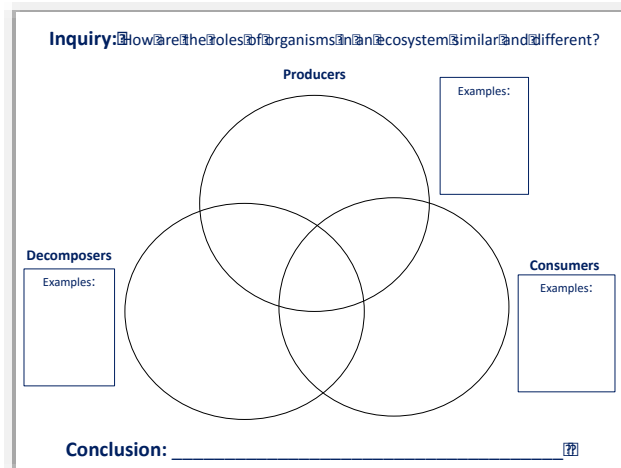 Inquiry: How are the roles of organisms in an ecosystem similar and different?
Producers
Examples:
Decomposers
Examples:
Consumers
Examples:
Conclusion: ______________________________________